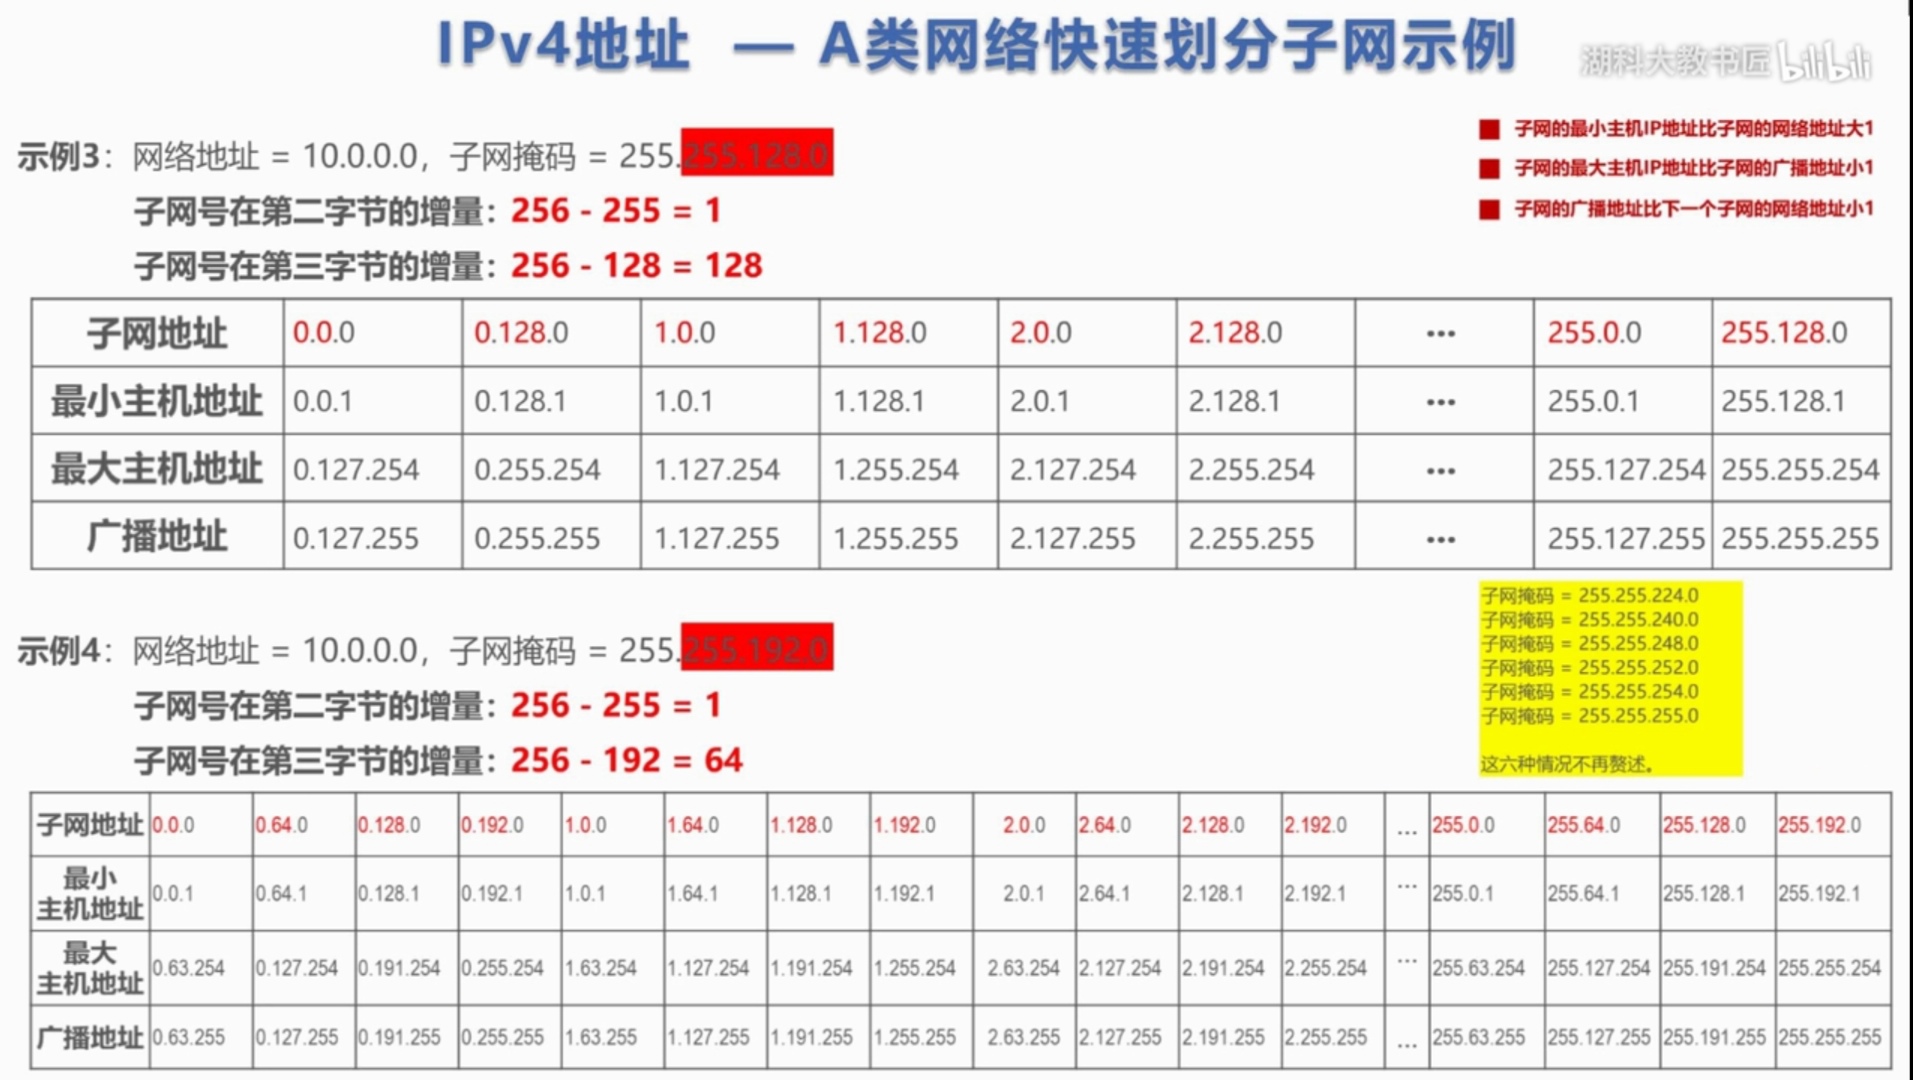 IPv4地址 — A类网络快速划分子网示例
湖科大教书匠 bilibili
子网的最小主机IP地址比子网的网络地址大1
子网的最大主机IP地址比子网的广播地址小1
子网的广播地址比下一个子网的网络地址小1
示例3：网络地址 = 10.0.0.0，子网掩码 = 255.255.128.0
子网号在第二字节的增量：256 - 255 = 1
子网号在第三字节的增量：256 - 128 = 128
子网地址 0.0.0 0.128.0 1.0.0 1.128.0 2.0.0 2.128.0 ... 255.0.0 255.128.0
最小主机地址 0.0.1 0.128.1 1.0.1 1.128.1 2.0.1 2.128.1 ... 255.0.1 255.128.1
最大主机地址 0.127.254 0.255.254 1.127.254 1.255.254 2.127.254 2.255.254 ... 255.127.254 255.255.254
广播地址 0.127.255 0.255.255 1.127.255 1.255.255 2.127.255 2.255.255 ... 255.127.255 255.255.255
子网掩码 = 255.255.224.0
子网掩码 = 255.255.240.0
子网掩码 = 255.255.248.0
子网掩码 = 255.255.252.0
子网掩码 = 255.255.254.0
子网掩码 = 255.255.255.0
这六种情况不再赘述。
示例4：网络地址 = 10.0.0.0，子网掩码 = 255.255.192.0
子网号在第二字节的增量：256 - 255 = 1
子网号在第三字节的增量：256 - 192 = 64
子网地址 0.0.0 0.64.0 0.128.0 0.192.0 1.0.0 1.64.0 1.128.0 1.192.0 2.0.0 2.64.0 2.128.0 2.192.0 ... 255.0.0 255.64.0 255.128.0 255.192.0
最小
主机地址 0.0.1 0.64.1 0.128.1 0.192.1 1.0.1 1.64.1 1.128.1 1.192.1 2.0.1 2.64.1 2.128.1 2.192.1 ... 255.0.1 255.64.1 255.128.1 255.192.1
最大
主机地址 0.63.254 0.127.254 0.191.254 0.255.254 1.63.254 1.127.254 1.191.254 1.255.254 2.63.254 2.127.254 2.191.254 2.255.254 ... 255.63.254 255.127.254 255.191.254 255.255.254
广播地址 0.63.255 0.127.255 0.191.255 0.255.255 1.63.255 1.127.255 1.191.255 1.255.255 2.63.255 2.127.255 2.191.255 2.255.255 ... 255.63.255 255.127.255 255.191.255 255.255.255